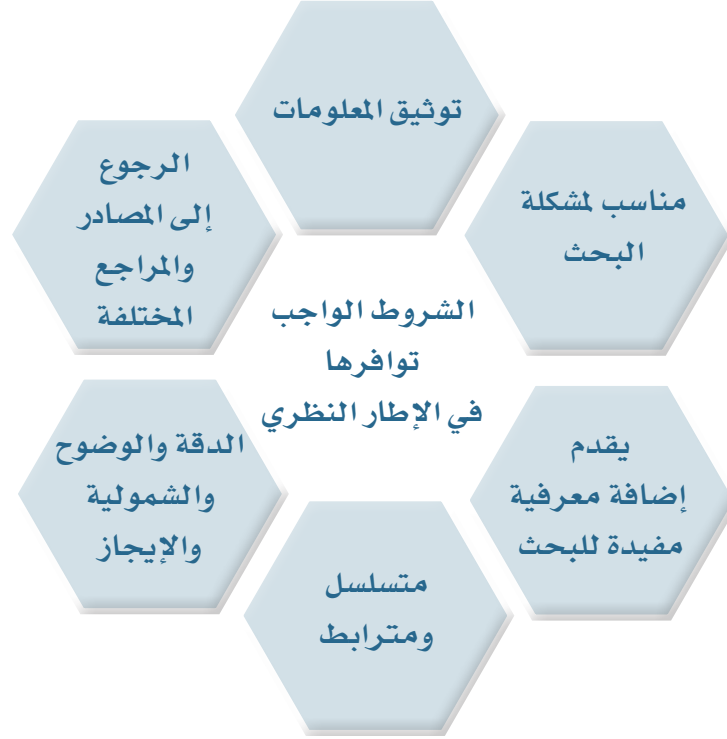 توثيق المعلومات
مناسب لمشكلة
البحث
الرجوع
إلى المصادر
والمراجع
المختلفة
الشروط الواجب
توافرها
في الإطار النظري
يقدم
إضافة معرفية
مفيدة للبحث
الدقة والوضوح
والشمولية
والإيجاز
متسلسل
ومترابط